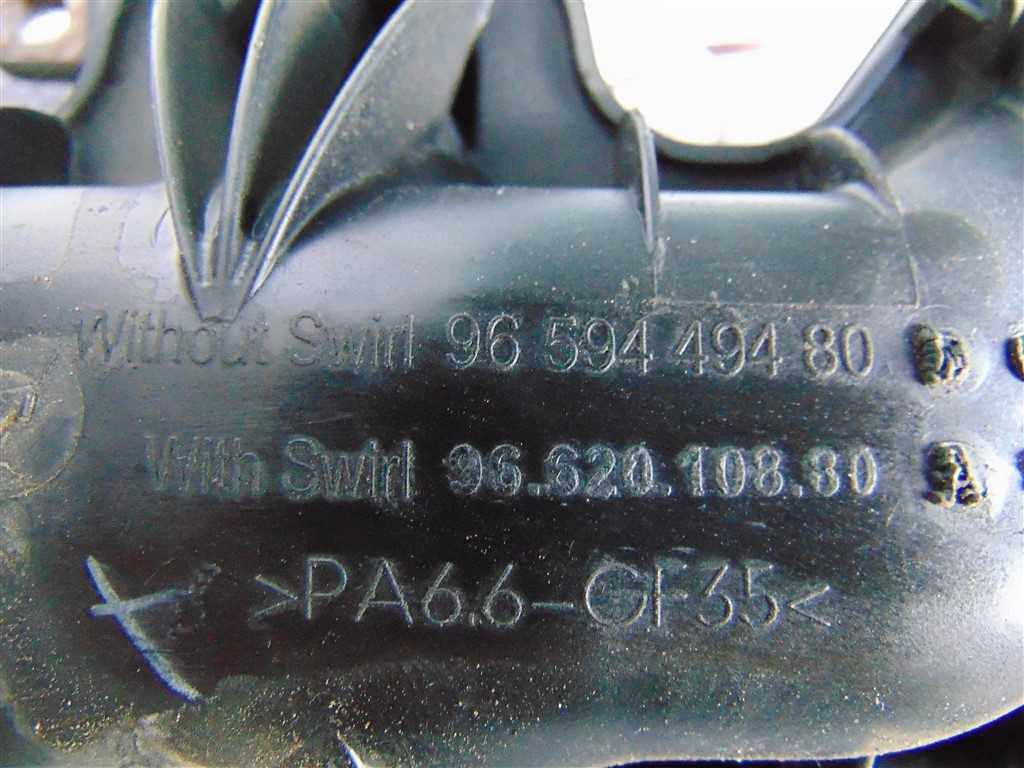 Without Swirl 96 594 494 80
With Swirl 96.620.108.80
>PA6.6-GF35<